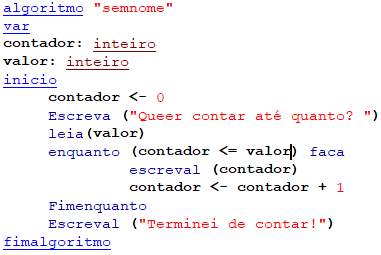 algoritmo "semnome"
var
contador: inteiro
valor: inteiro
inicio
contador <- 0
Escreva ("Queer contar até quanto? ")
leia(valor)
enquanto (contador <= valor) faca
escreval (contador)
contador <- contador + 1
Fimenquanto
Escreval ("Terminei de contar!")
fimalgoritmo